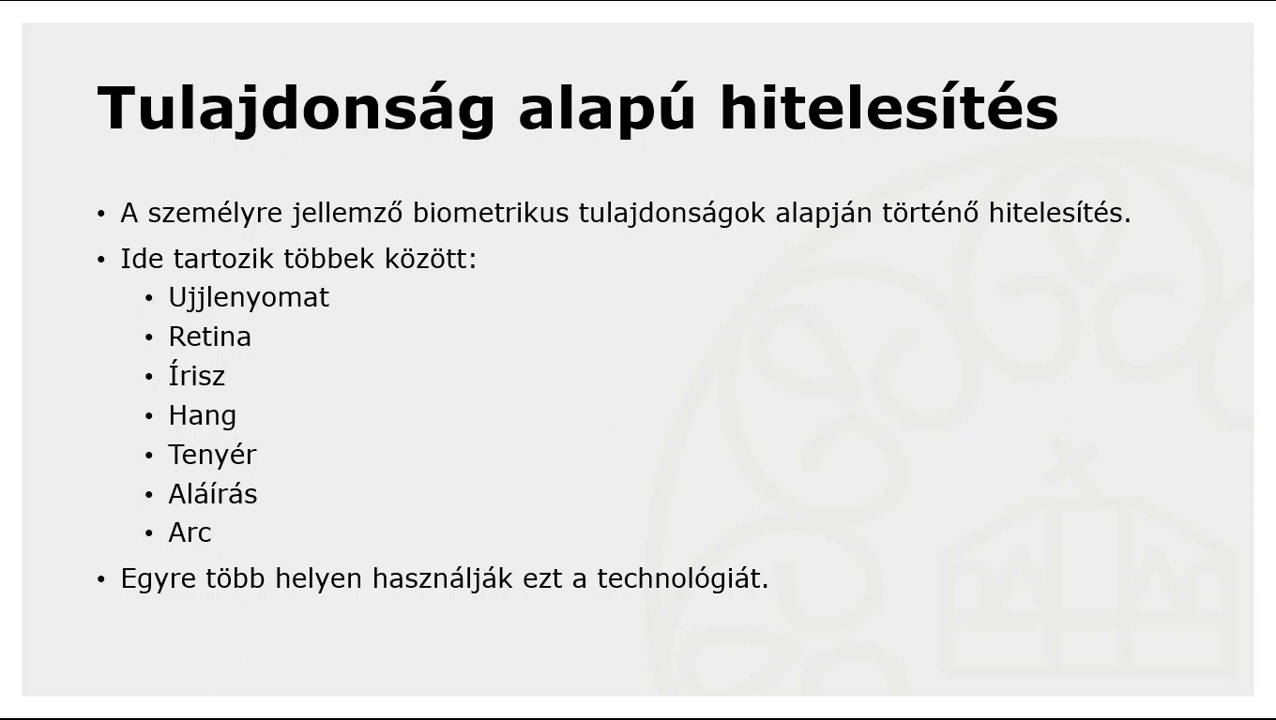 Tulajdonság alapú hitelesítés
• A személyre jellemző biometrikus tulajdonságok alapján történő hitelesítés.
• Ide tartozik többek között:
• Ujjlenyomat
• Retina
• Írisz
• Hang
• Tenyér
• Aláírás
• Arc
• Egyre több helyen használják ezt a technológiát.